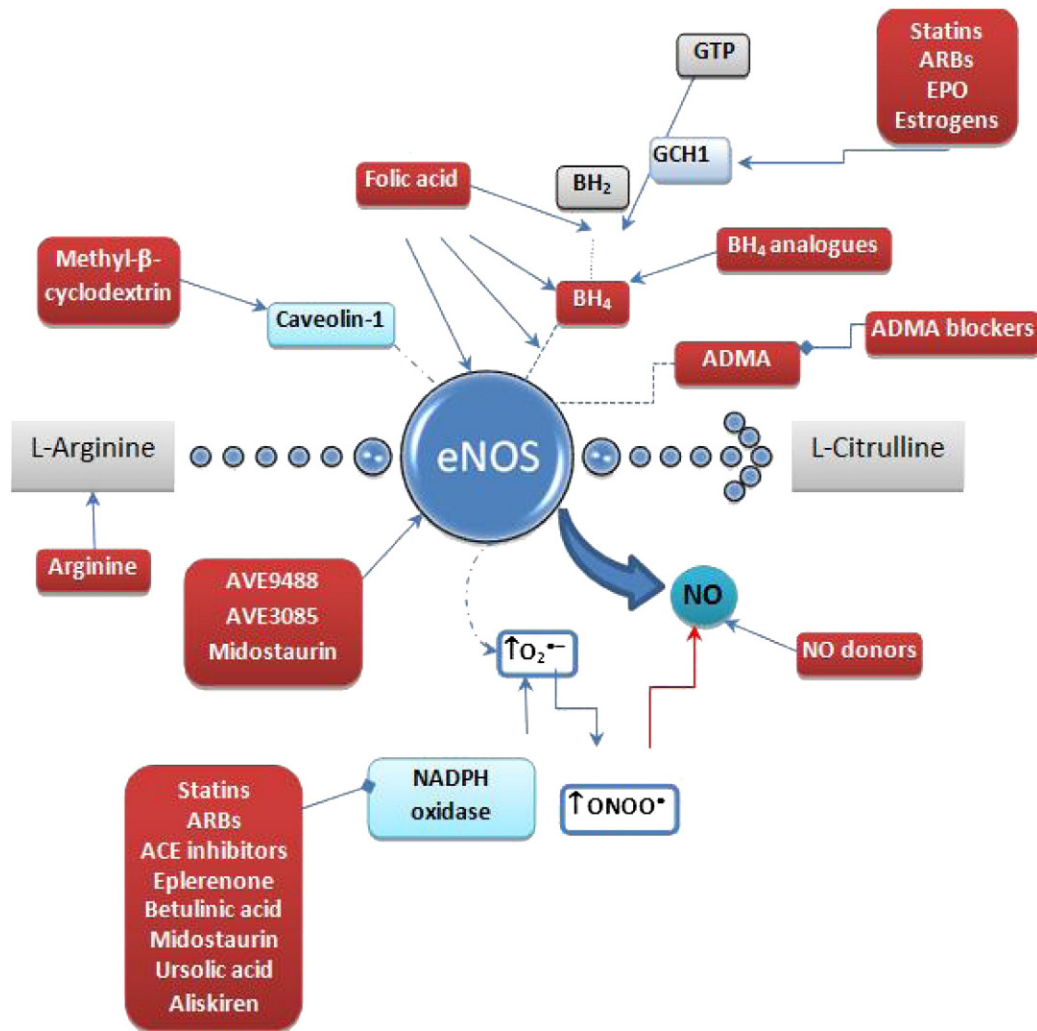 Statins
ARBs
EPO
Estrogens
GTP
GCH1
Folic acid
BH₂
BH₄ analogues
Methyl-β-
cyclodextrin
Caveolin-1
BH₄
ADMA blockers
ADMA
L-Arginine
eNOS
L-Citrulline
Arginine
AVE9488
AVE3085
Midostaurin
NO
NO donors
↑O₂•−
NADPH
oxidase
↑ONOO•
Statins
ARBs
ACE inhibitors
Eplerenone
Betulinic acid
Midostaurin
Ursolic acid
Aliskiren